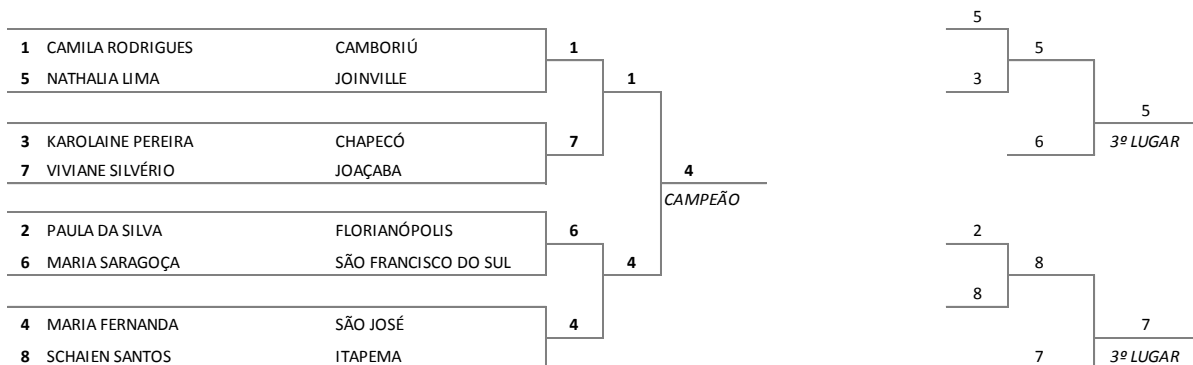 5
1 CAMILA RODRIGUES CAMBORIÚ 1 5
5 NATHALIA LIMA JOINVILLE 1 3
5
3 KAROLAINE PEREIRA CHAPECÓ 7 6 3º LUGAR
7 VIVIANE SILVÉRIO JOAÇABA 4
CAMPEÃO
2 PAULA DA SILVA FLORIANÓPOLIS 6 2
6 MARIA SARAGOÇA SÃO FRANCISCO DO SUL 4 8
8
4 MARIA FERNANDA SÃO JOSÉ 4 7
8 SCHAIEN SANTOS ITAPEMA 7 3º LUGAR